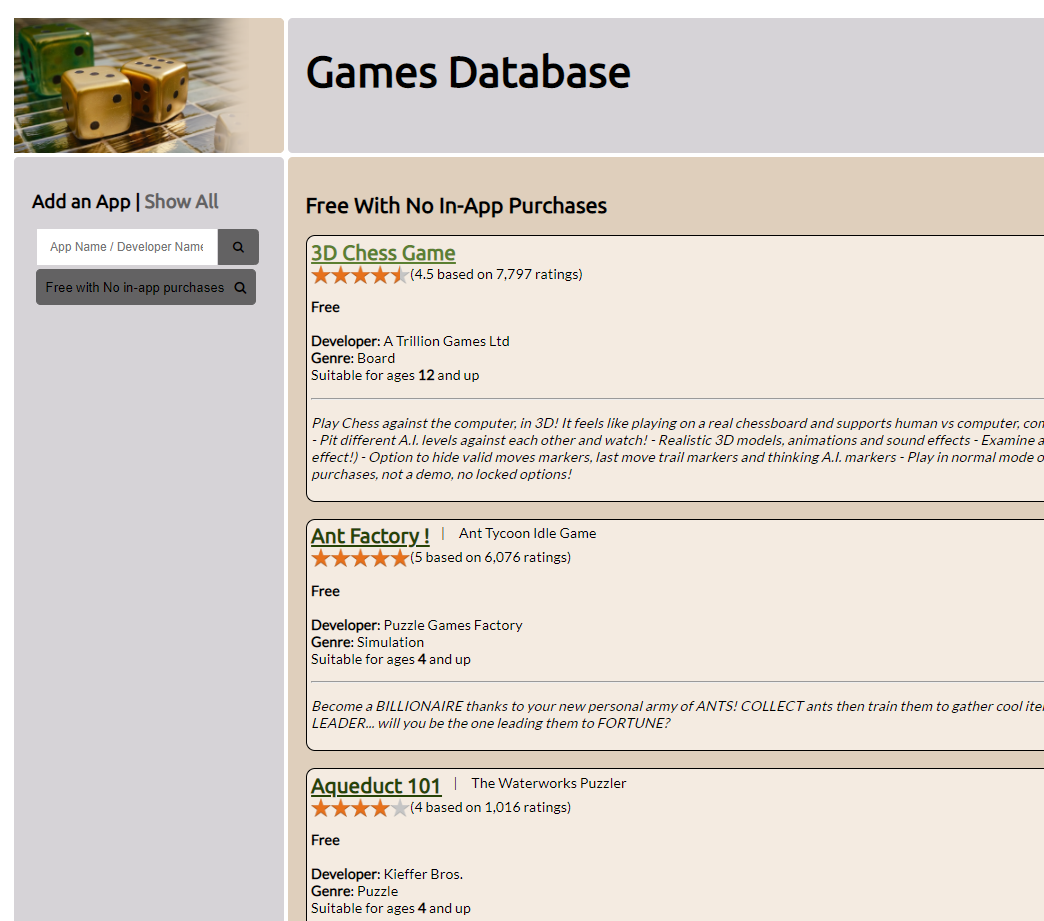 Games Database
Add an App | Show All
App Name / Developer Name
Free with No in-app purchases
Free With No In-App Purchases
3D Chess Game
(4.5 based on 7,797 ratings)
Free
Developer: A Trillion Games Ltd
Genre: Board
Suitable for ages 12 and up
Play Chess against the computer, in 3D! It feels like playing on a real chessboard and supports human vs computer,
- Pit different A.I. levels against each other and watch! - Realistic 3D models, animations and sound effects - Examine
effect!) - Option to hide valid moves markers, last move trail markers and thinking A.I. markers - Play in normal mode
purchases, not a demo, no locked options!
Ant Factory ! | Ant Tycoon Idle Game
(5 based on 6,076 ratings)
Free
Developer: Puzzle Games Factory
Genre: Simulation
Suitable for ages 4 and up
Become a BILLIONAIRE thanks to your new personal army of ANTS! COLLECT ants then train them to gather cool
LEADER... will you be the one leading them to FORTUNE?
Aqueduct 101 | The Waterworks Puzzler
(4 based on 1,016 ratings)
Free
Developer: Kieffer Bros.
Genre: Puzzle
Suitable for ages 4 and up